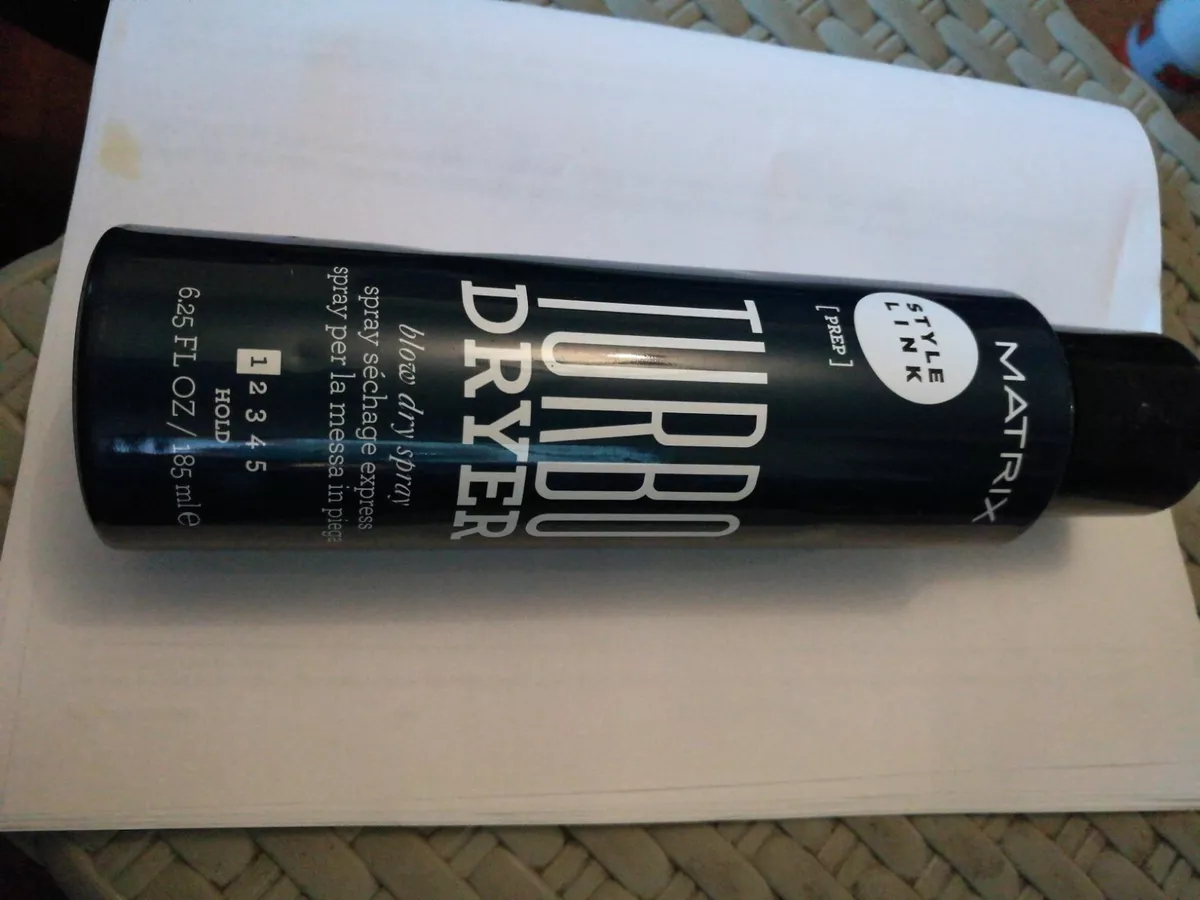 MATRIX
STYLE
LINK
[ PREP ]
TURBO
DRYER
blow dry spray
spray séchage express
spray per la messa in piega
1 2 3 4 5
HOLD
6.25 FL OZ / 185 ml e